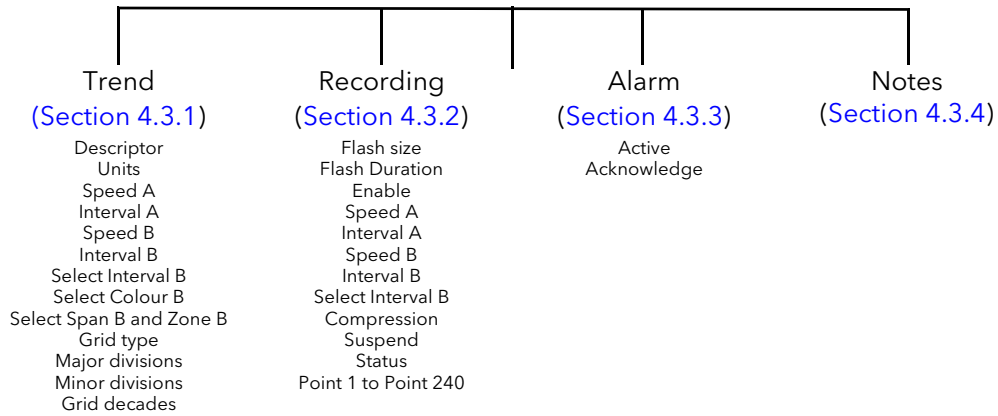 Trend
(Section 4.3.1)
Descriptor
Units
Speed A
Interval A
Speed B
Interval B
Select Interval B
Select Colour B
Select Span B and Zone B
Grid type
Major divisions
Minor divisions
Grid decades
Recording
(Section 4.3.2)
Flash size
Flash Duration
Enable
Speed A
Interval A
Speed B
Interval B
Select Interval B
Compression
Suspend
Status
Point 1 to Point 240
Alarm
(Section 4.3.3)
Active
Acknowledge
Notes
(Section 4.3.4)